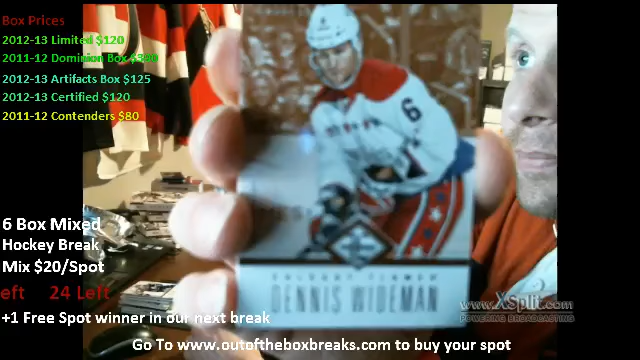 Box Prices
2012-13 Limited $120
2011-12 Dominion Box $300
2012-13 Artifacts Box $125
2012-13 Certified $120
2011-12 Contenders $80
6
DENNIS WIDEMAN
6 Box Mixed
Hockey Break
Mix $20/Spot
eft 24 Left
+1 Free Spot winner in our next break
Go To www.outoftheboxbreaks.com to buy your spot
www.XSplit.com
POWERING BROADCASTING